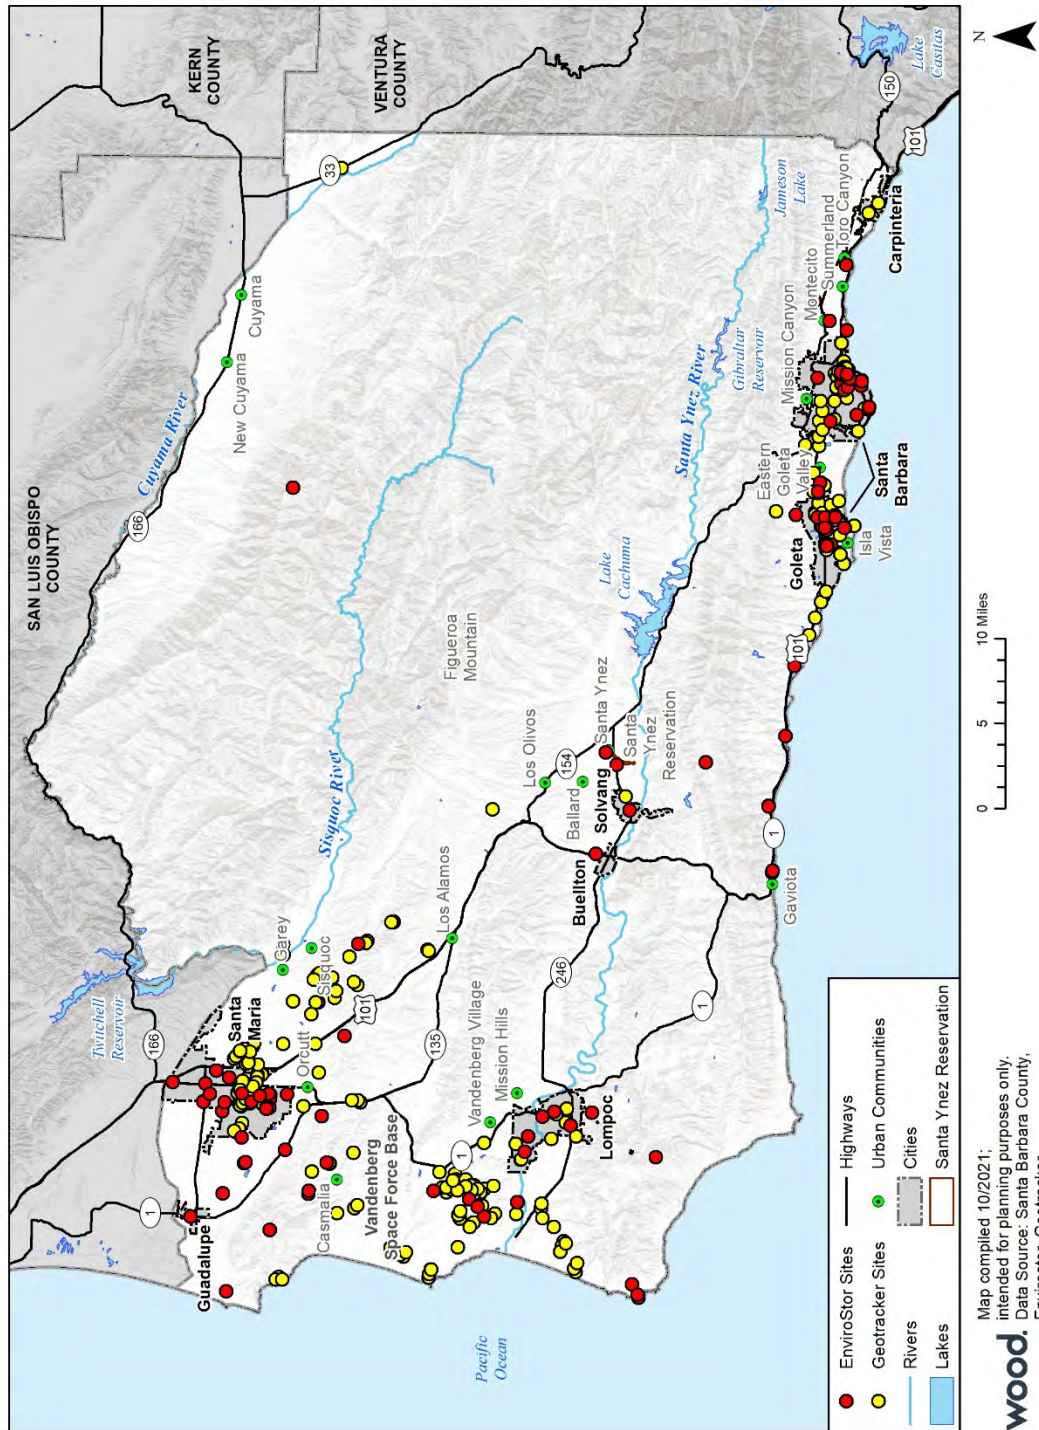 SAN LUIS OBISPO
COUNTY
KERN
COUNTY
VENTURA
COUNTY
Twitchell
Reservoir
166
Cuyama River
166
New Cuyama
Cuyama
33
1
Guadalupe
Santa
Maria
Garey
Sisquoc
Sisquoc River
Orcutt
101
Casmalia
Vandenberg
Space Force Base
135
Los Alamos
Figueroa
Mountain
1
Vandenberg Village
Mission Hills
Lompoc
246
Buellton
Los Olivos
154
Ballard
Solvang
Santa Ynez
Santa
Ynez
Reservation
Lake
Cachuma
Santa Ynez River
Gibraltar
Reservoir
Jameson
Lake
1
Gaviota
1
101
Goleta
Isla
Vista
Eastern
Goleta
Valley
Santa
Barbara
Mission Canyon
Montecito
Summerland
Toro Canyon
Carpinteria
150
101
Lake
Casitas
Pacific
Ocean
N
0 5 10 Miles
EnviroStor Sites
Geotracker Sites
Rivers
Lakes
Highways
Urban Communities
Cities
Santa Ynez Reservation
wood.
Map compiled 10/2021;
intended for planning purposes only.
Data Source: Santa Barbara County,